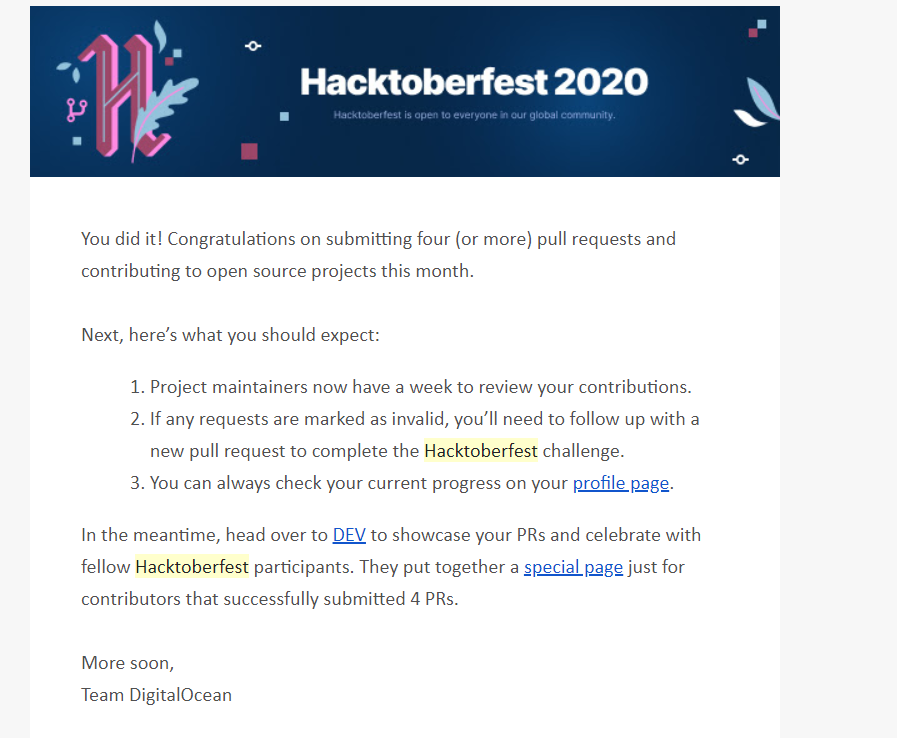 Hacktoberfest 2020
Hacktoberfest is open to everyone in our global community.
You did it! Congratulations on submitting four (or more) pull requests and
contributing to open source projects this month.
Next, here’s what you should expect:
1. Project maintainers now have a week to review your contributions.
2. If any requests are marked as invalid, you’ll need to follow up with a
new pull request to complete the Hacktoberfest challenge.
3. You can always check your current progress on your profile page.
In the meantime, head over to DEV to showcase your PRs and celebrate with
fellow Hacktoberfest participants. They put together a special page just for
contributors that successfully submitted 4 PRs.
More soon,
Team DigitalOcean